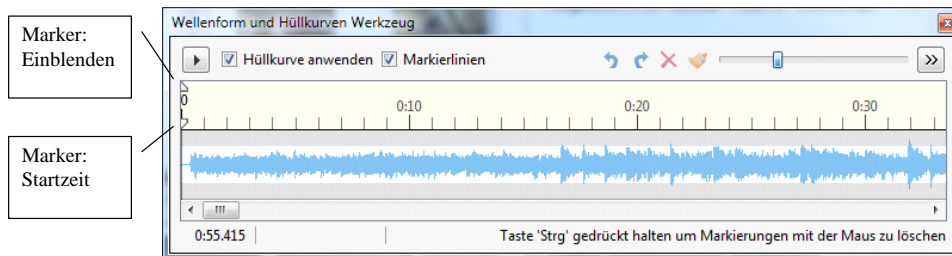 Marker:
Einblenden
Marker:
Startzeit
Wellenform und Hüllkurven Werkzeug
Hüllkurve anwenden Markierlinien
0 0:10 0:20 0:30
0:55.415 Taste 'Strg' gedrückt halten um Markierungen mit der Maus zu löschen